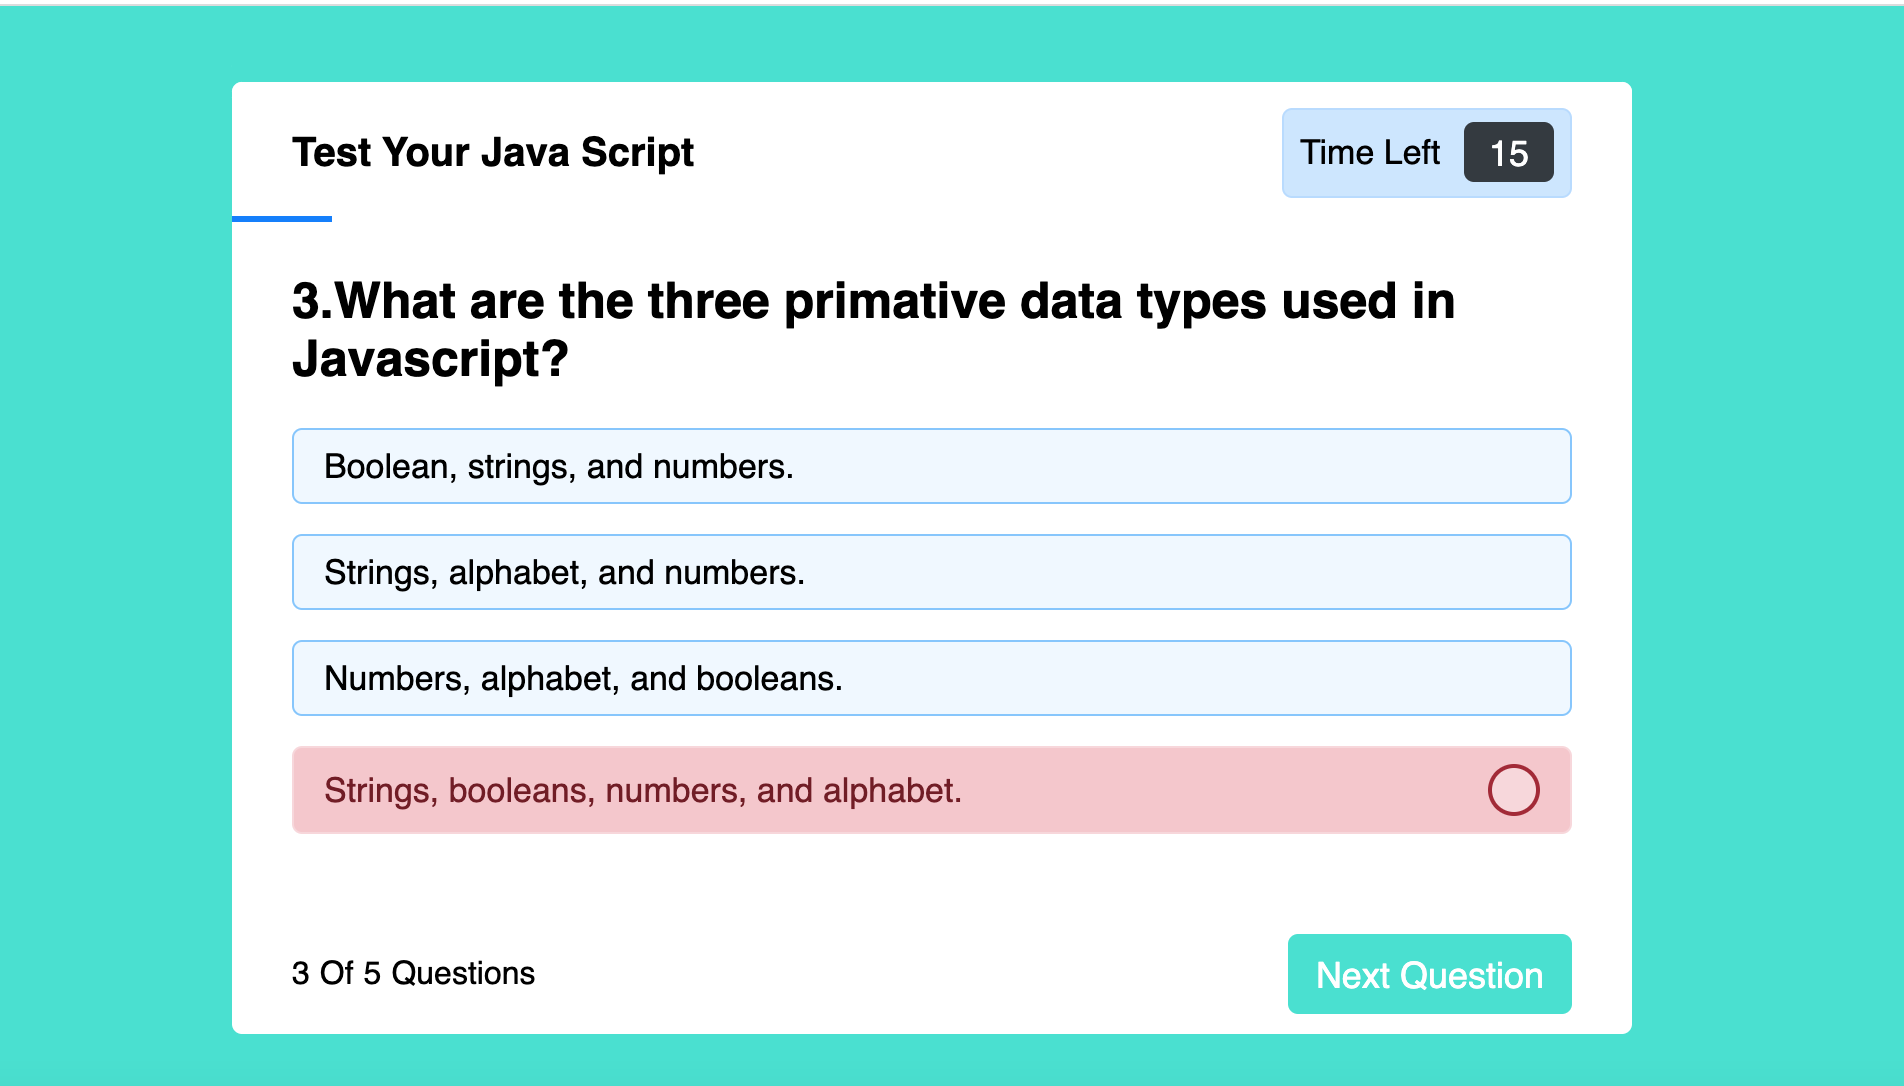 Test Your Java Script
Time Left 15
3.What are the three primative data types used in
Javascript?
Boolean, strings, and numbers.
Strings, alphabet, and numbers.
Numbers, alphabet, and booleans.
Strings, booleans, numbers, and alphabet.
3 Of 5 Questions
Next Question